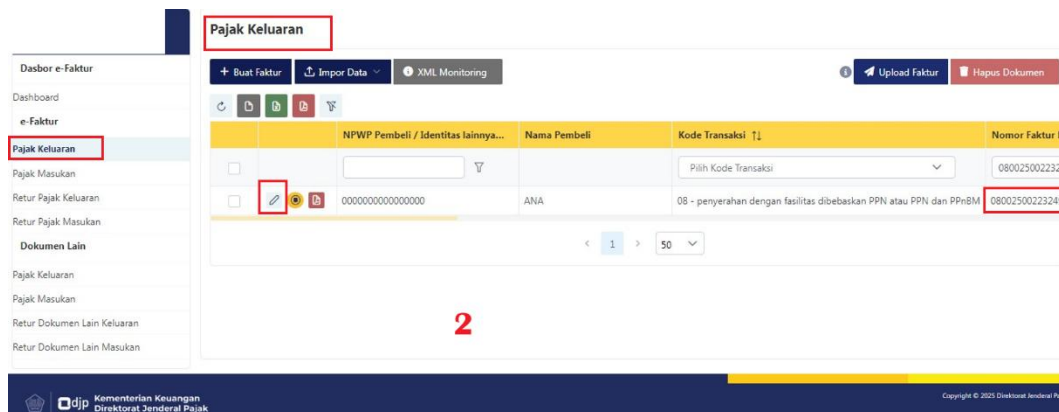 Pajak Keluaran
Dasbor e-Faktur
Dashboard
e-Faktur
Pajak Keluaran
Pajak Masukan
Retur Pajak Keluaran
Retur Pajak Masukan
Dokumen Lain
Pajak Keluaran
Pajak Masukan
Retur Dokumen Lain Keluaran
Retur Dokumen Lain Masukan
+ Buat Faktur Impor Data XML Monitoring Upload Faktur Hapus Dokumen
NPWP Pembeli / Identitas lainnya... Nama Pembeli Kode Transaksi ↑↓ Nomor Faktur
Pilih Kode Transaksi 080025002232
0000000000000000 ANA 08 - penyerahan dengan fasilitas dibebaskan PPN atau PPN dan PPnBM 080025002232
< 1 > 50
2
djp Kementerian Keuangan
Direktorat Jenderal Pajak
Copyright © 2025 Direktorat Jenderal